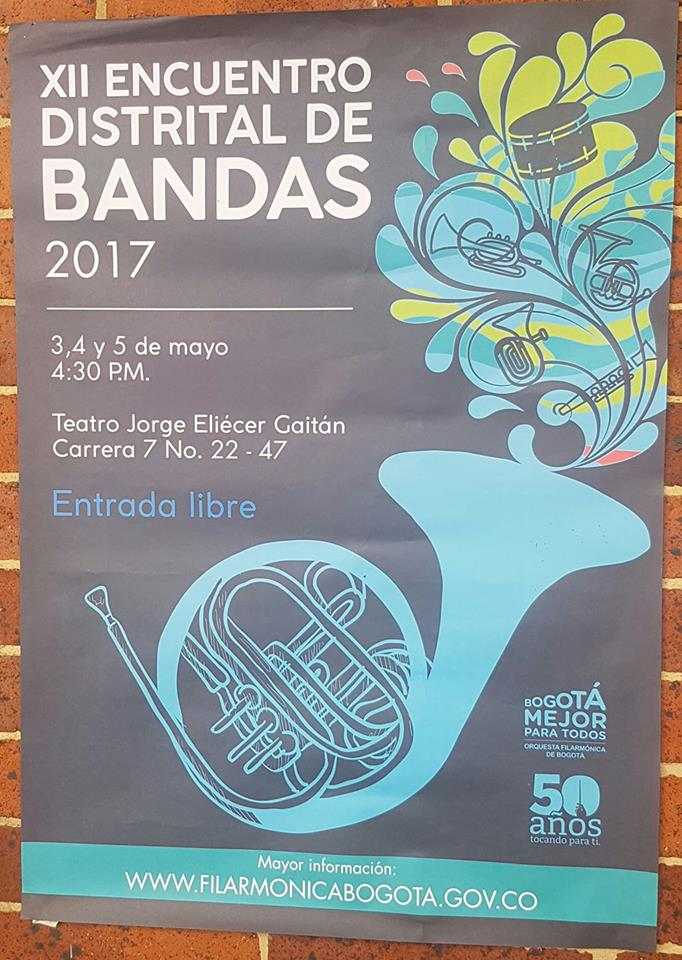 XII ENCUENTRO
DISTRITAL DE
BANDAS
2017
3,4 y 5 de mayo
4:30 P.M.
Teatro Jorge Eliécer Gaitán
Carrera 7 No. 22 - 47
Entrada libre
BOGOTÁ
MEJOR
PARA TODOS
ORQUESTA FILARMÓNICA
DE BOGOTÁ
50
años
tocando para ti.
Mayor información:
WWW.FILARMONICABOGOTA.GOV.CO